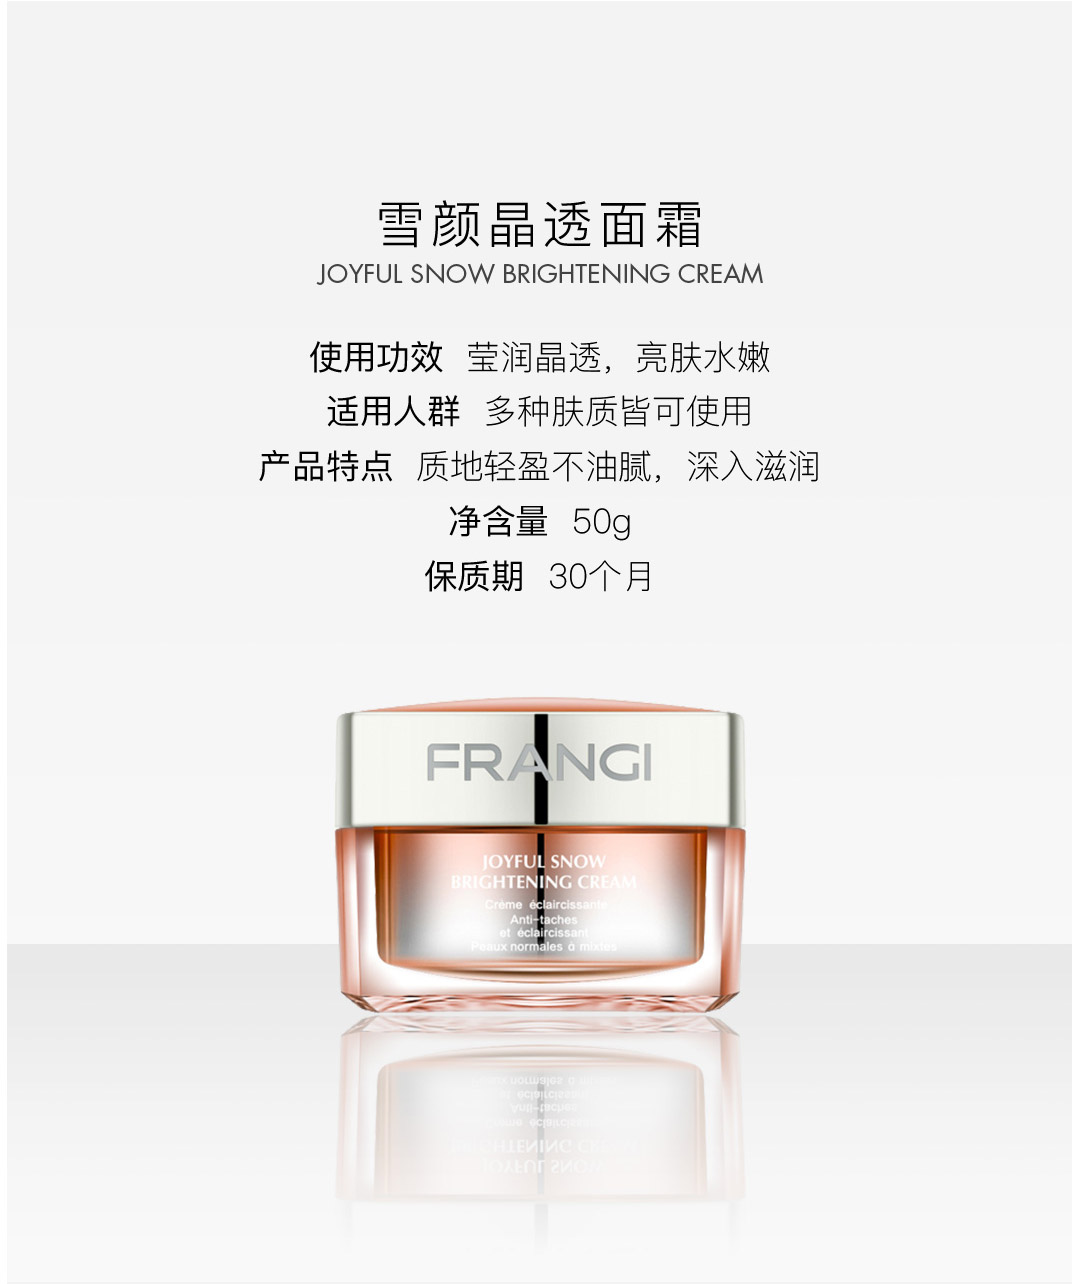 雪颜晶透面霜
JOYFUL SNOW BRIGHTENING CREAM
使用功效 莹润晶透，亮肤水嫩
适用人群 多种肤质皆可使用
产品特点 质地轻盈不油腻，深入滋润
净含量 50g
保质期 30个月
FRANGI
JOYFUL SNOW
BRIGHTENING CREAM
Crème éclaircissante
Anti-taches
et éclaircissant
Peaux normales à mixtes